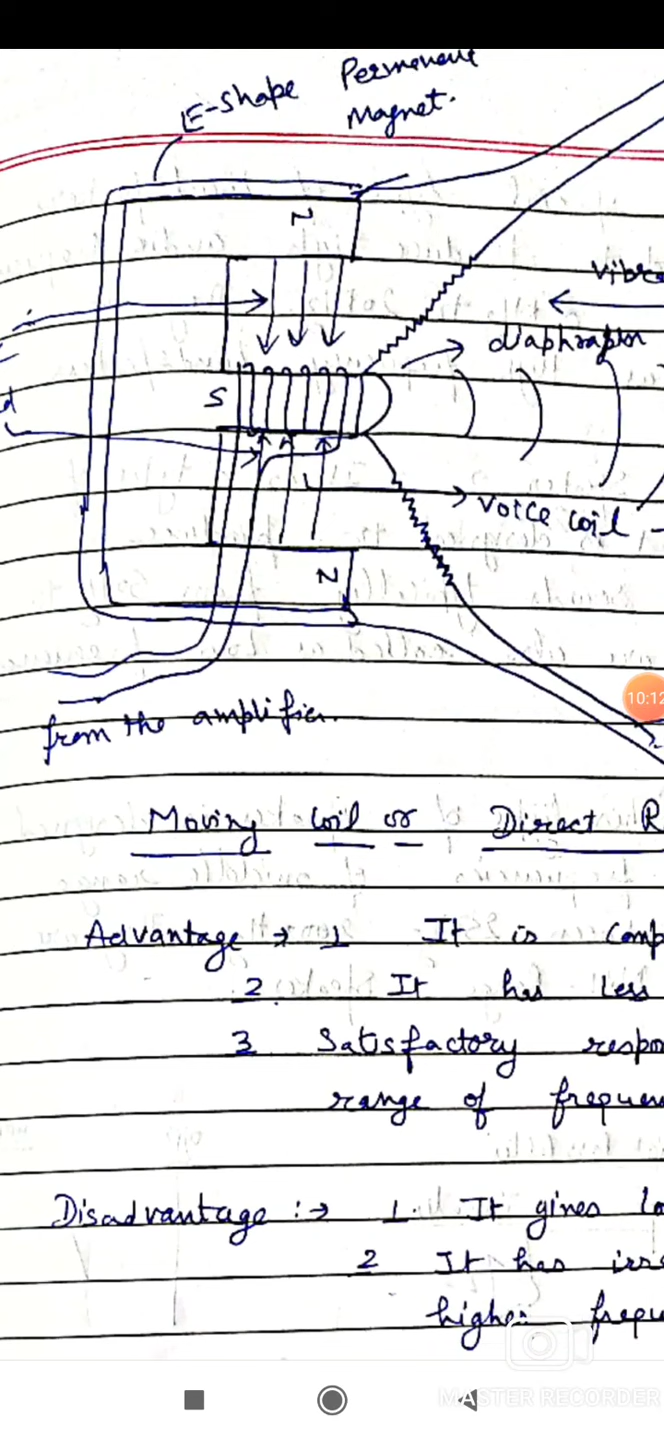 E-Shape Permanent
Magnet.
N
vibra
diaphragm
S
voice coil
N
10:12
from the amplifier.
Moving Coil or Direct R
Advantage :→ 1 It is Comp
2 It has Less
3 Satisfactory respo
range of frequen
Disadvantage :→ 1. It gives lo
2 It has irre
higher frequ
MASTER RECORDER